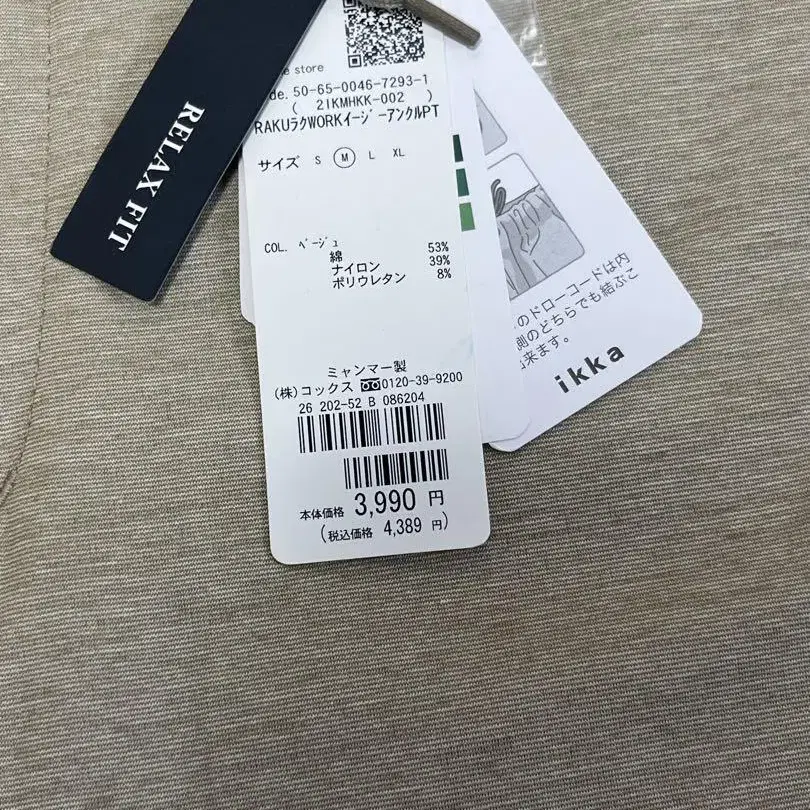 RELAX FIT
store
de. 50-65-0046-7293-1
( 2IKMHKK-002 )
RAKUラクWORKイージーアンクルPT
サイズ S M L XL
COL. ベージュ
綿 53%
ナイロン 39%
ポリウレタン 8%
ミャンマー製
(株)コックス 0120-39-9200
26 202-52 B 086204
本体価格 3,990 円
(税込価格 4,389 円)
のドローコードは内
側のどちらでも結ぶこ
出来ます。
ikka